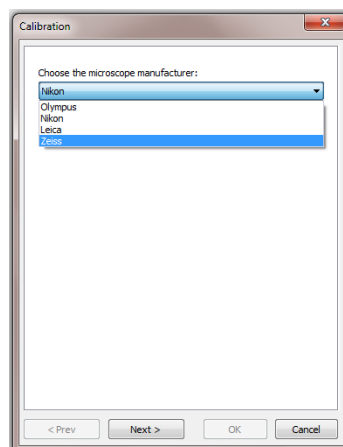 Calibration
Choose the microscope manufacturer:
Nikon
Olympus
Nikon
Leica
Zeiss
< Prev Next > OK Cancel